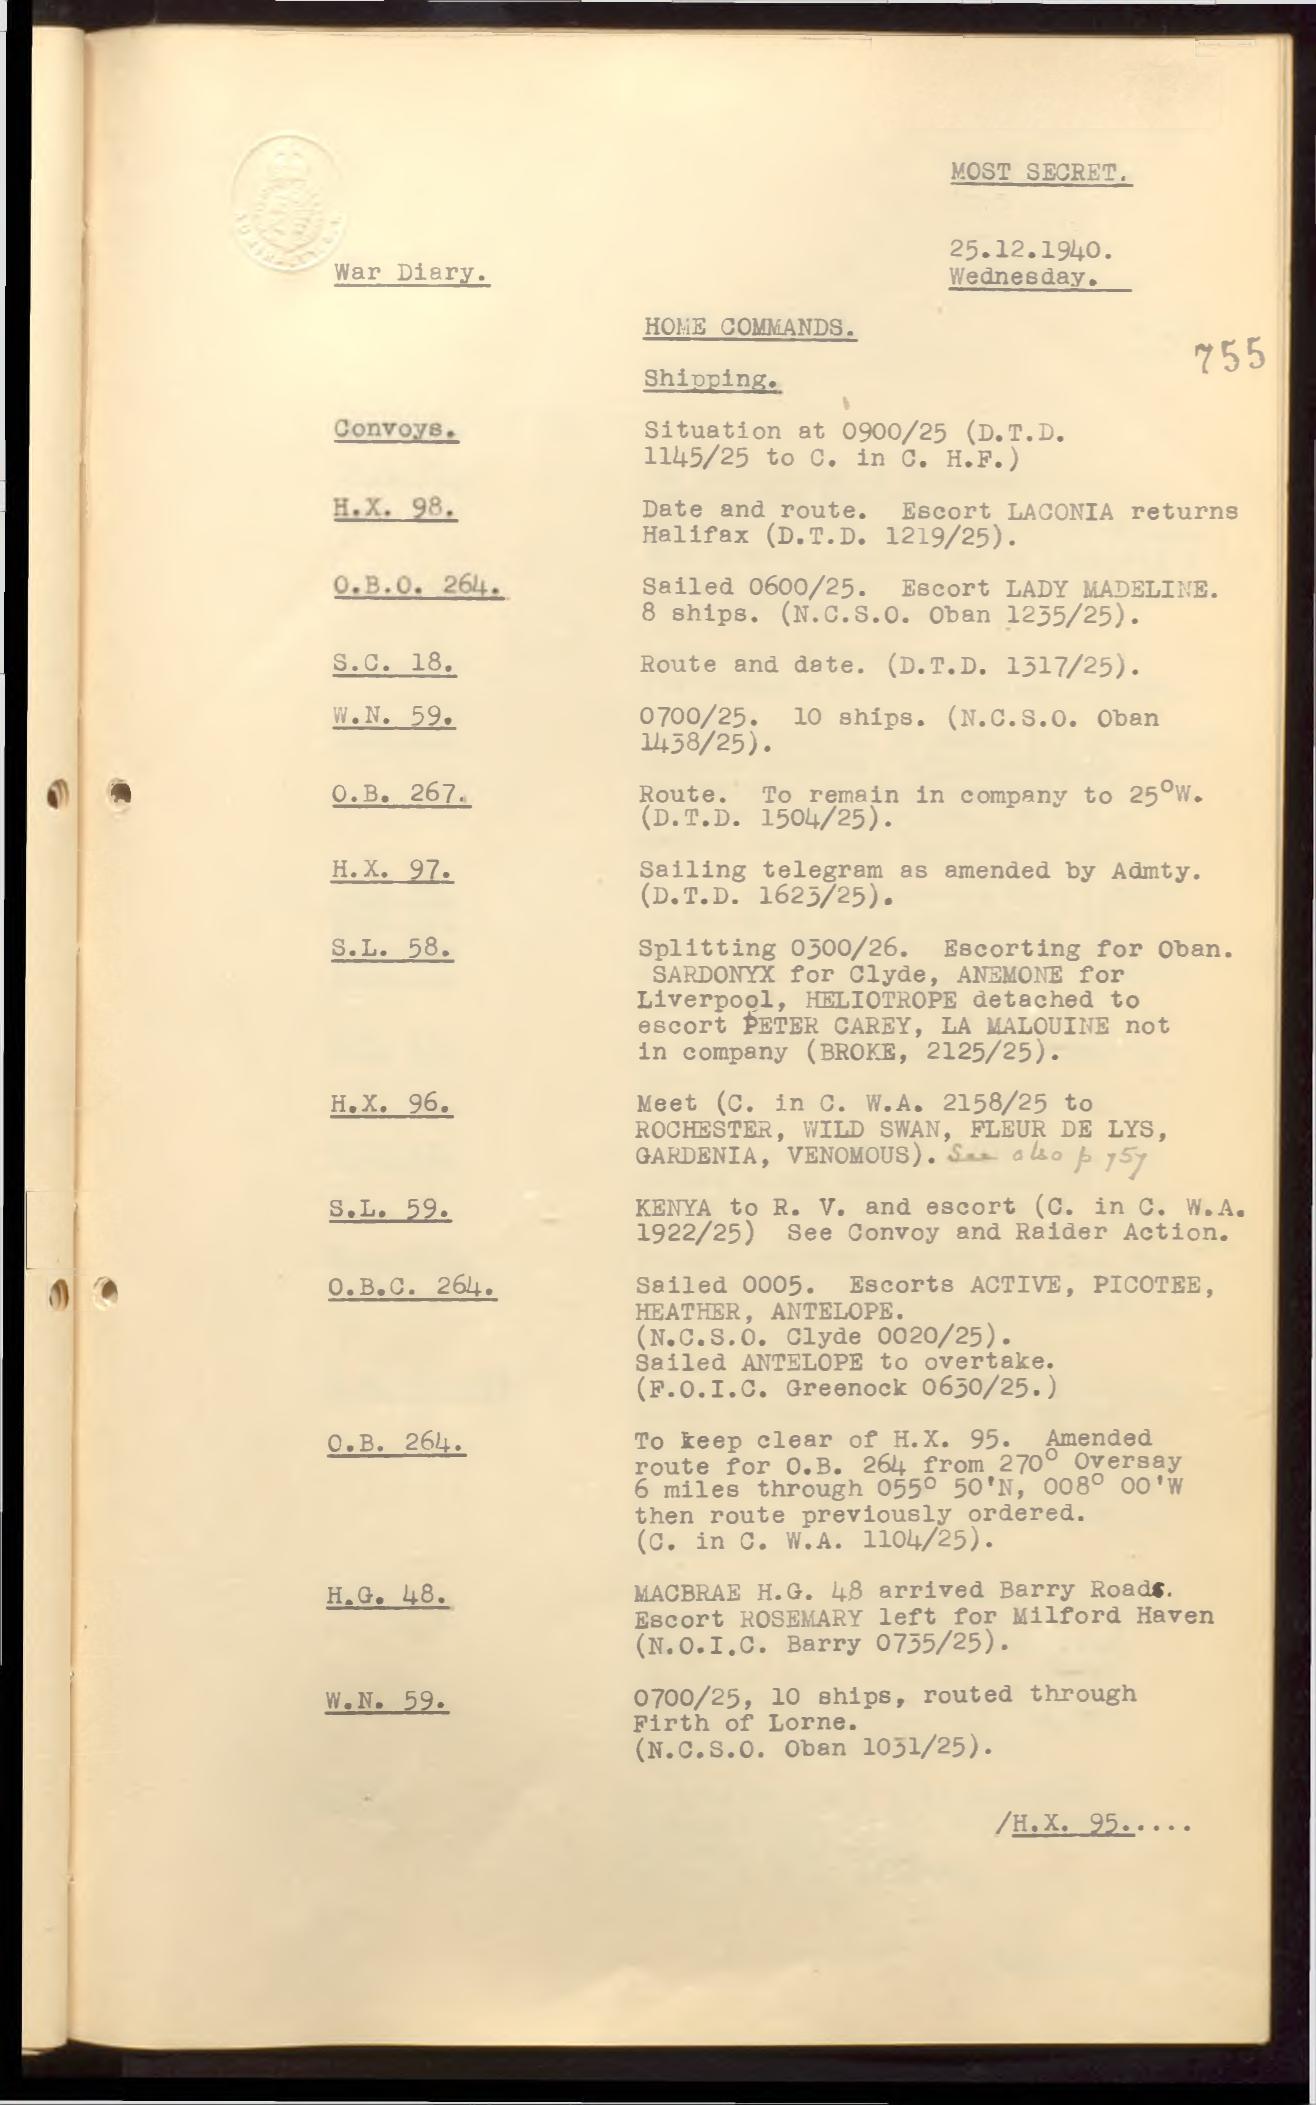 MOST SECRET.
25.12.1940.
War Diary.
Wednesday.
HOME COMMANDS.
755
Shipping.
Convoys.
Situation at 0900/25 (D.T.D.
1145/25 to C. in C. H.F.)
H.X. 98.
Date and route. Escort LACONIA returns
Halifax (D.T.D. 1219/25).
O.B.O. 264.
Sailed 0600/25. Escort LADY MADELINE.
8 ships. (N.C.S.O. Oban 1235/25).
S.C. 18.
Route and date. (D.T.D. 1317/25).
W.N. 59.
0700/25. 10 ships. (N.C.S.O. Oban
1438/25).
O.B. 267.
Route. To remain in company to 25°W.
(D.T.D. 1504/25).
H.X. 97.
Sailing telegram as amended by Admty.
(D.T.D. 1623/25).
S.L. 58.
Splitting 0300/26. Escorting for Oban.
SARDONYX for Clyde, ANEMONE for
Liverpool, HELIOTROPE detached to
escort PETER CAREY, LA MALOUINE not
in company (BROKE, 2125/25).
H.X. 96.
Meet (C. in C. W.A. 2158/25 to
ROCHESTER, WILD SWAN, FLEUR DE LYS,
GARDENIA, VENOMOUS). See also p 757
S.L. 59.
KENYA to R. V. and escort (C. in C. W.A.
1922/25) See Convoy and Raider Action.
O.B.C. 264.
Sailed 0005. Escorts ACTIVE, PICOTEE,
HEATHER, ANTELOPE.
(N.C.S.O. Clyde 0020/25).
Sailed ANTELOPE to overtake.
(F.O.I.C. Greenock 0630/25.)
O.B. 264.
To keep clear of H.X. 95. Amended
route for O.B. 264 from 270° Oversay
6 miles through 055° 50'N, 008° 00'W
then route previously ordered.
(C. in C. W.A. 1104/25).
H.G. 48.
MACBRAE H.G. 48 arrived Barry Roads.
Escort ROSEMARY left for Milford Haven
(N.O.I.C. Barry 0735/25).
W.N. 59.
0700/25, 10 ships, routed through
Firth of Lorne.
(N.C.S.O. Oban 1031/25).
/H.X. 95.....